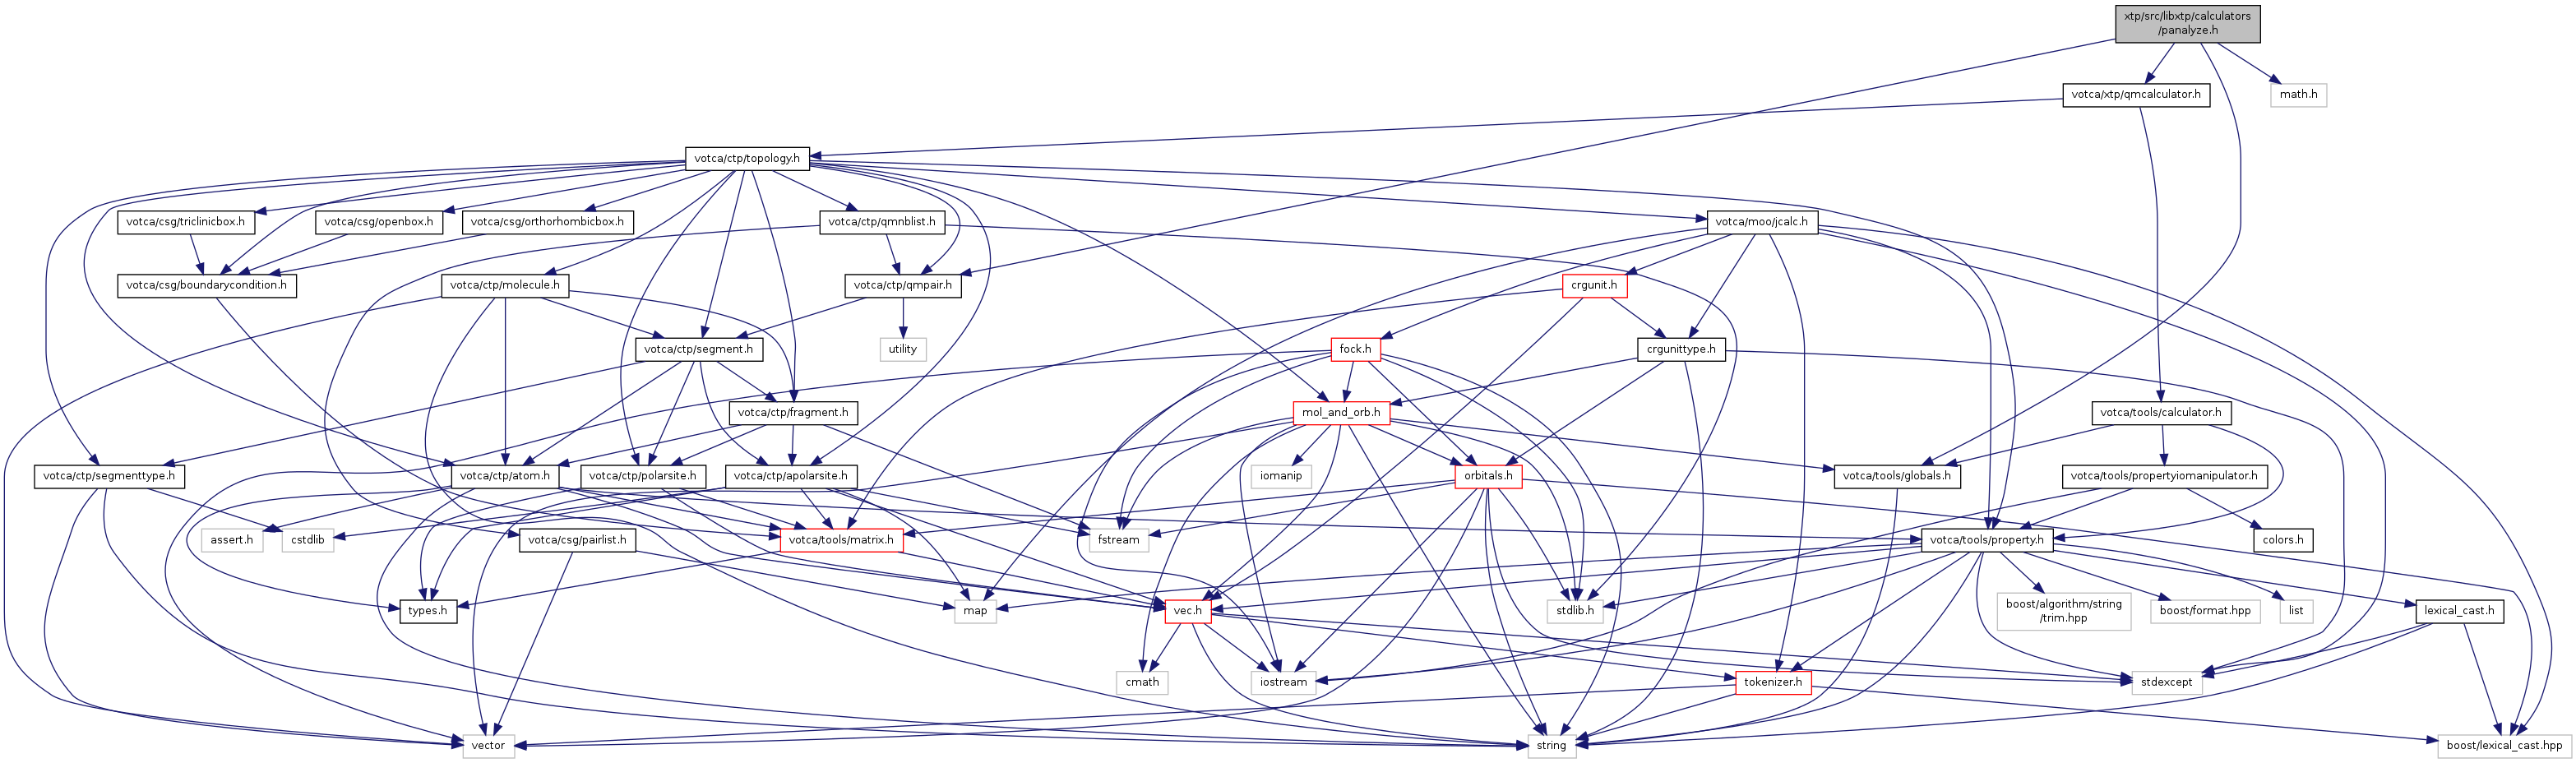 xtp/src/libxtp/calculators
/panalyze.h
votca/xtp/qmcalculator.h
math.h
votca/ctp/topology.h
votca/csg/triclinicbox.h
votca/csg/openbox.h
votca/csg/orthorhombicbox.h
votca/ctp/qmnblist.h
votca/moo/jcalc.h
votca/csg/boundarycondition.h
votca/ctp/molecule.h
votca/ctp/qmpair.h
crgunit.h
votca/ctp/segment.h
utility
fock.h
crgunittype.h
votca/ctp/fragment.h
mol_and_orb.h
votca/tools/calculator.h
votca/ctp/segmenttype.h
votca/ctp/atom.h
votca/ctp/polarsite.h
votca/ctp/apolarsite.h
iomanip
orbitals.h
votca/tools/globals.h
votca/tools/propertyiomanipulator.h
assert.h
cstdlib
votca/csg/pairlist.h
votca/tools/matrix.h
fstream
votca/tools/property.h
colors.h
types.h
map
vec.h
stdlib.h
boost/algorithm/string
/trim.hpp
boost/format.hpp
list
lexical_cast.h
cmath
iostream
tokenizer.h
stdexcept
vector
string
boost/lexical_cast.hpp